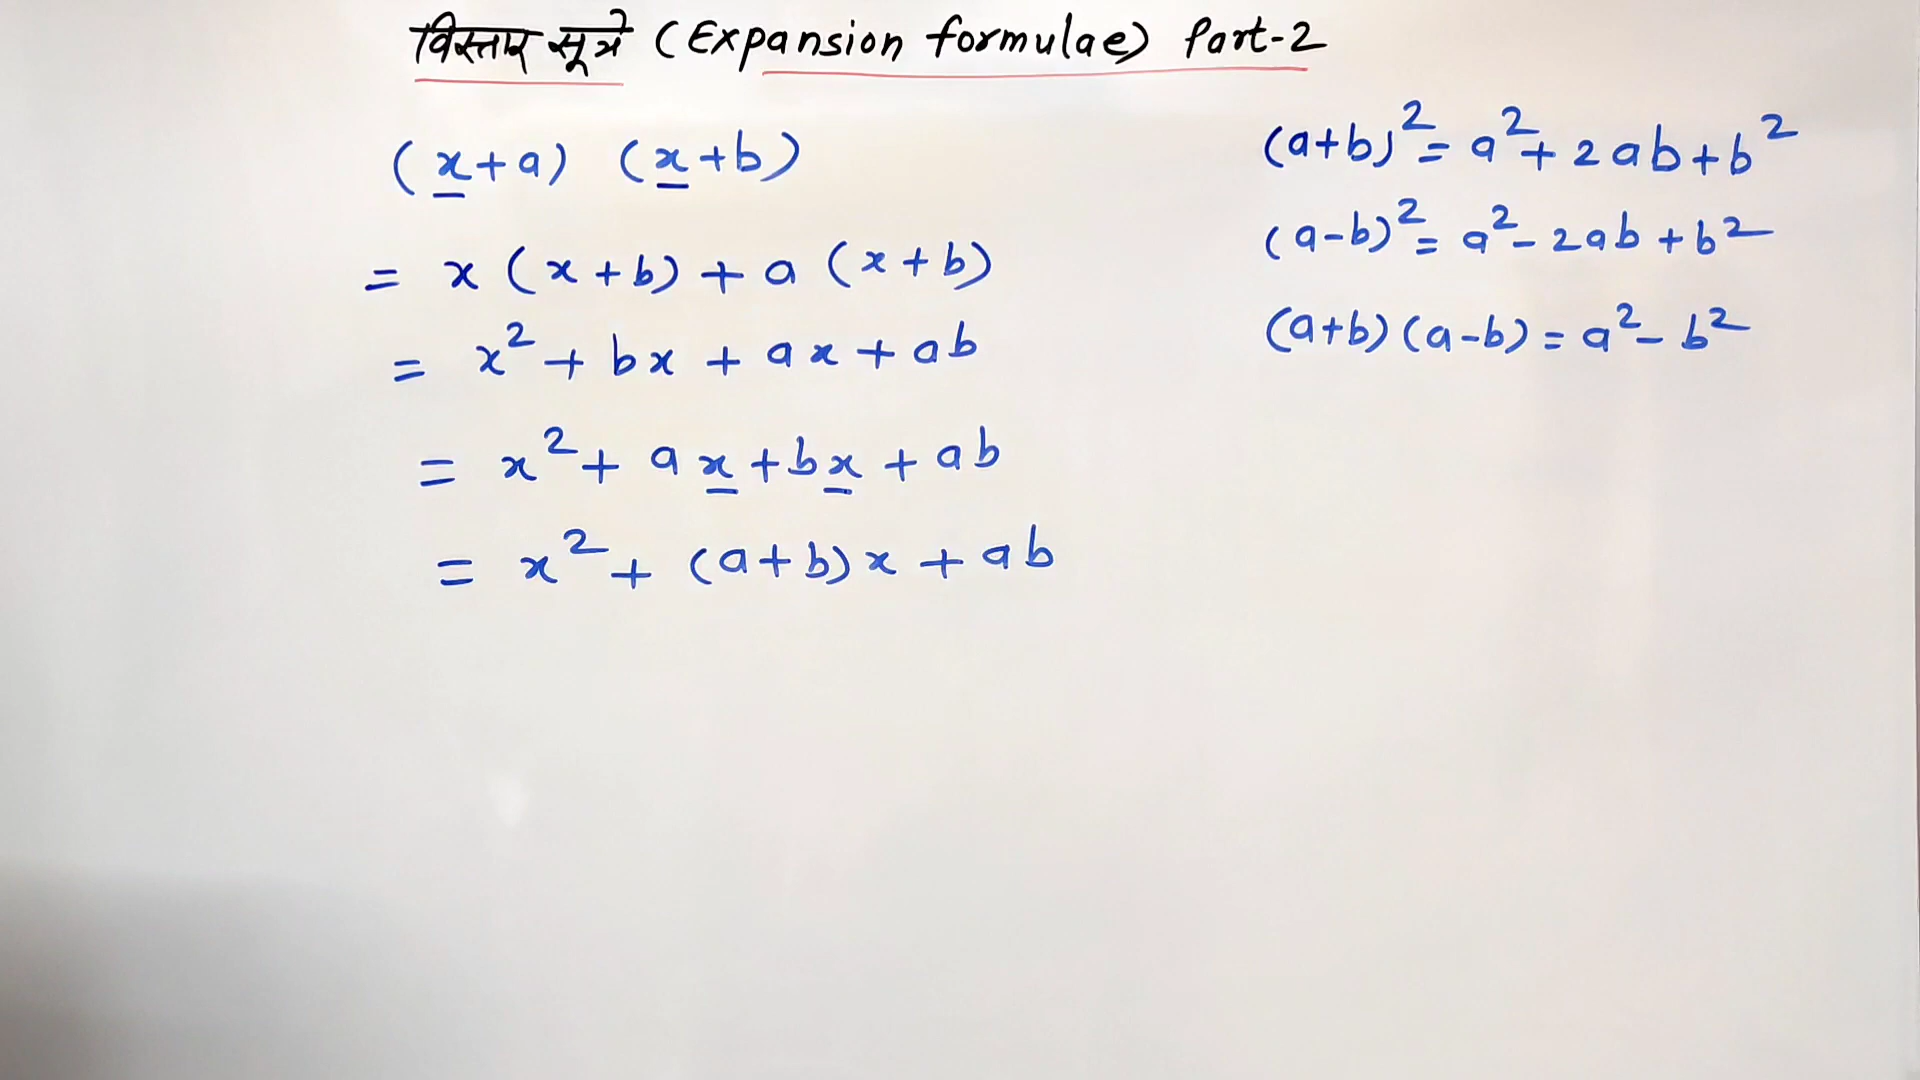 विस्तार सूत्रे (Expansion formulae) Part-2
(x+a) (x+b)
= x (x+b) + a (x+b)
= x² + bx + ax + ab
= x² + ax + bx + ab
= x² + (a+b)x + ab
(a+b)² = a² + 2ab + b²
(a-b)² = a² - 2ab + b²
(a+b)(a-b) = a² - b²